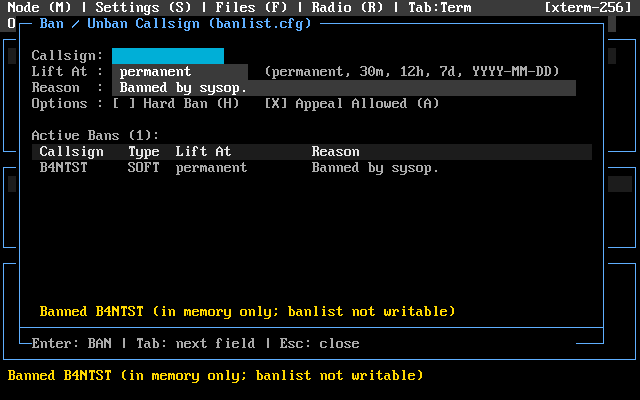 Node (M) | Settings (S) | Files (F) | Radio (R) | Tab:Term [xterm-256]
O
Ban / Unban Callsign (banlist.cfg)
Callsign:
Lift At : permanent (permanent, 30m, 12h, 7d, YYYY-MM-DD)
Reason : Banned by sysop.
Options : [ ] Hard Ban (H) [X] Appeal Allowed (A)
Active Bans (1):
Callsign Type Lift At Reason
B4NTST SOFT permanent Banned by sysop.
Banned B4NTST (in memory only; banlist not writable)
Enter: BAN | Tab: next field | Esc: close
Banned B4NTST (in memory only; banlist not writable)